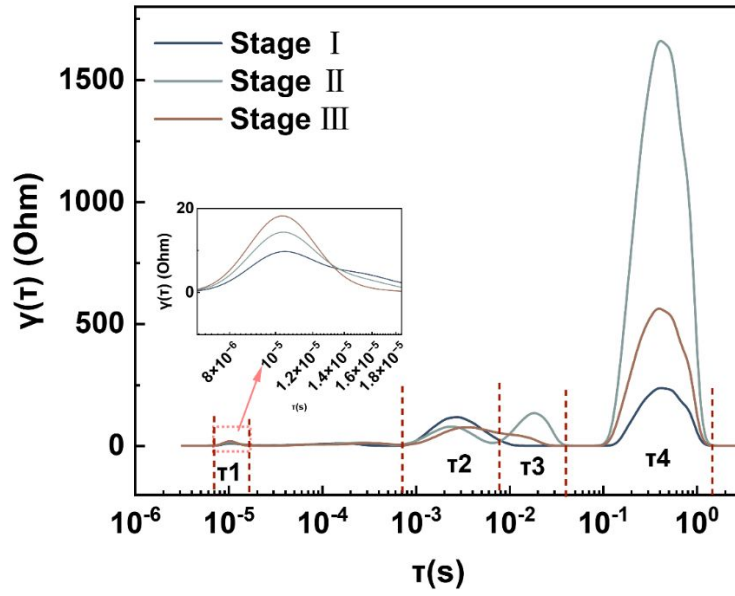 Stage Ⅰ
Stage Ⅱ
Stage Ⅲ
γ(τ) (Ohm)
1500
1000
500
0
20
0
γ(τ) (Ohm)
8×10⁻⁶
10⁻⁵
1.2×10⁻⁵
1.4×10⁻⁵
1.6×10⁻⁵
1.8×10⁻⁵
τ(s)
τ1
τ2
τ3
τ4
10⁻⁶
10⁻⁵
10⁻⁴
10⁻³
10⁻²
10⁻¹
10⁰
τ(s)